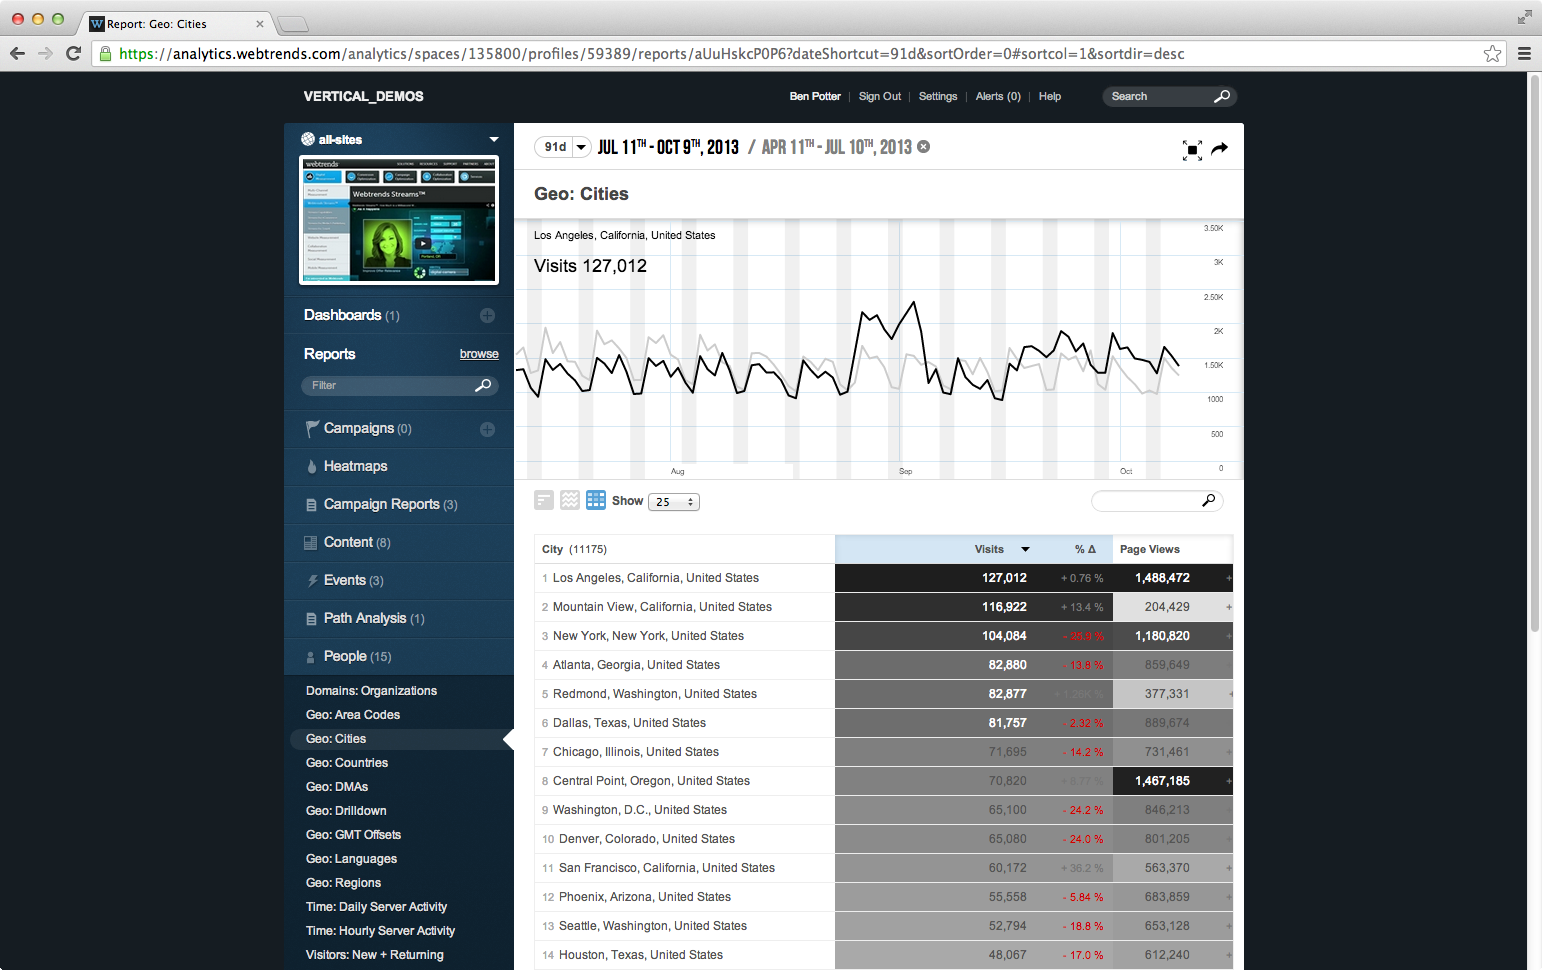 Report: Geo: Cities
https://analytics.webtrends.com/analytics/spaces/135800/profiles/59389/reports/aUuHskcP0P6?dateShortcut=91d&sortOrder=0#sortcol=1&sortdir=desc
VERTICAL_DEMOS
Ben Potter | Sign Out | Settings | Alerts (0) | Help
Search
all-sites
webtrends
Webtrends Streams™
Dashboards (1)
Reports
browse
Filter
Campaigns (0)
Heatmaps
Campaign Reports (3)
Content (8)
Events (3)
Path Analysis (1)
People (15)
Domains: Organizations
Geo: Area Codes
Geo: Cities
Geo: Countries
Geo: DMAs
Geo: Drilldown
Geo: GMT Offsets
Geo: Languages
Geo: Regions
Time: Daily Server Activity
Time: Hourly Server Activity
Visitors: New + Returning
91d JUL 11TH - OCT 9TH, 2013 / APR 11TH - JUL 10TH, 2013
Geo: Cities
Los Angeles, California, United States
Visits 127,012
3.50K
3K
2.50K
2K
1.50K
1000
500
0
Aug Sep Oct
Show 25
City (11175) Visits % Δ Page Views
1 Los Angeles, California, United States 127,012 + 0.76 % 1,488,472 +
2 Mountain View, California, United States 116,922 + 13.4 % 204,429 +
3 New York, New York, United States 104,084 1,180,820 +
4 Atlanta, Georgia, United States 82,880 - 13.8 % 859,649
5 Redmond, Washington, United States 82,877 377,331 +
6 Dallas, Texas, United States 81,757 - 2.32 % 889,674
7 Chicago, Illinois, United States 71,695 - 14.2 % 731,461 +
8 Central Point, Oregon, United States 70,820 1,467,185 +
9 Washington, D.C., United States 65,100 - 24.2 % 846,213
10 Denver, Colorado, United States 65,080 - 24.0 % 801,205
11 San Francisco, California, United States 60,172 + 36.2 % 563,370 +
12 Phoenix, Arizona, United States 55,558 - 5.84 % 683,859 +
13 Seattle, Washington, United States 52,794 - 18.8 % 653,128 +
14 Houston, Texas, United States 48,067 - 17.0 % 612,240 +